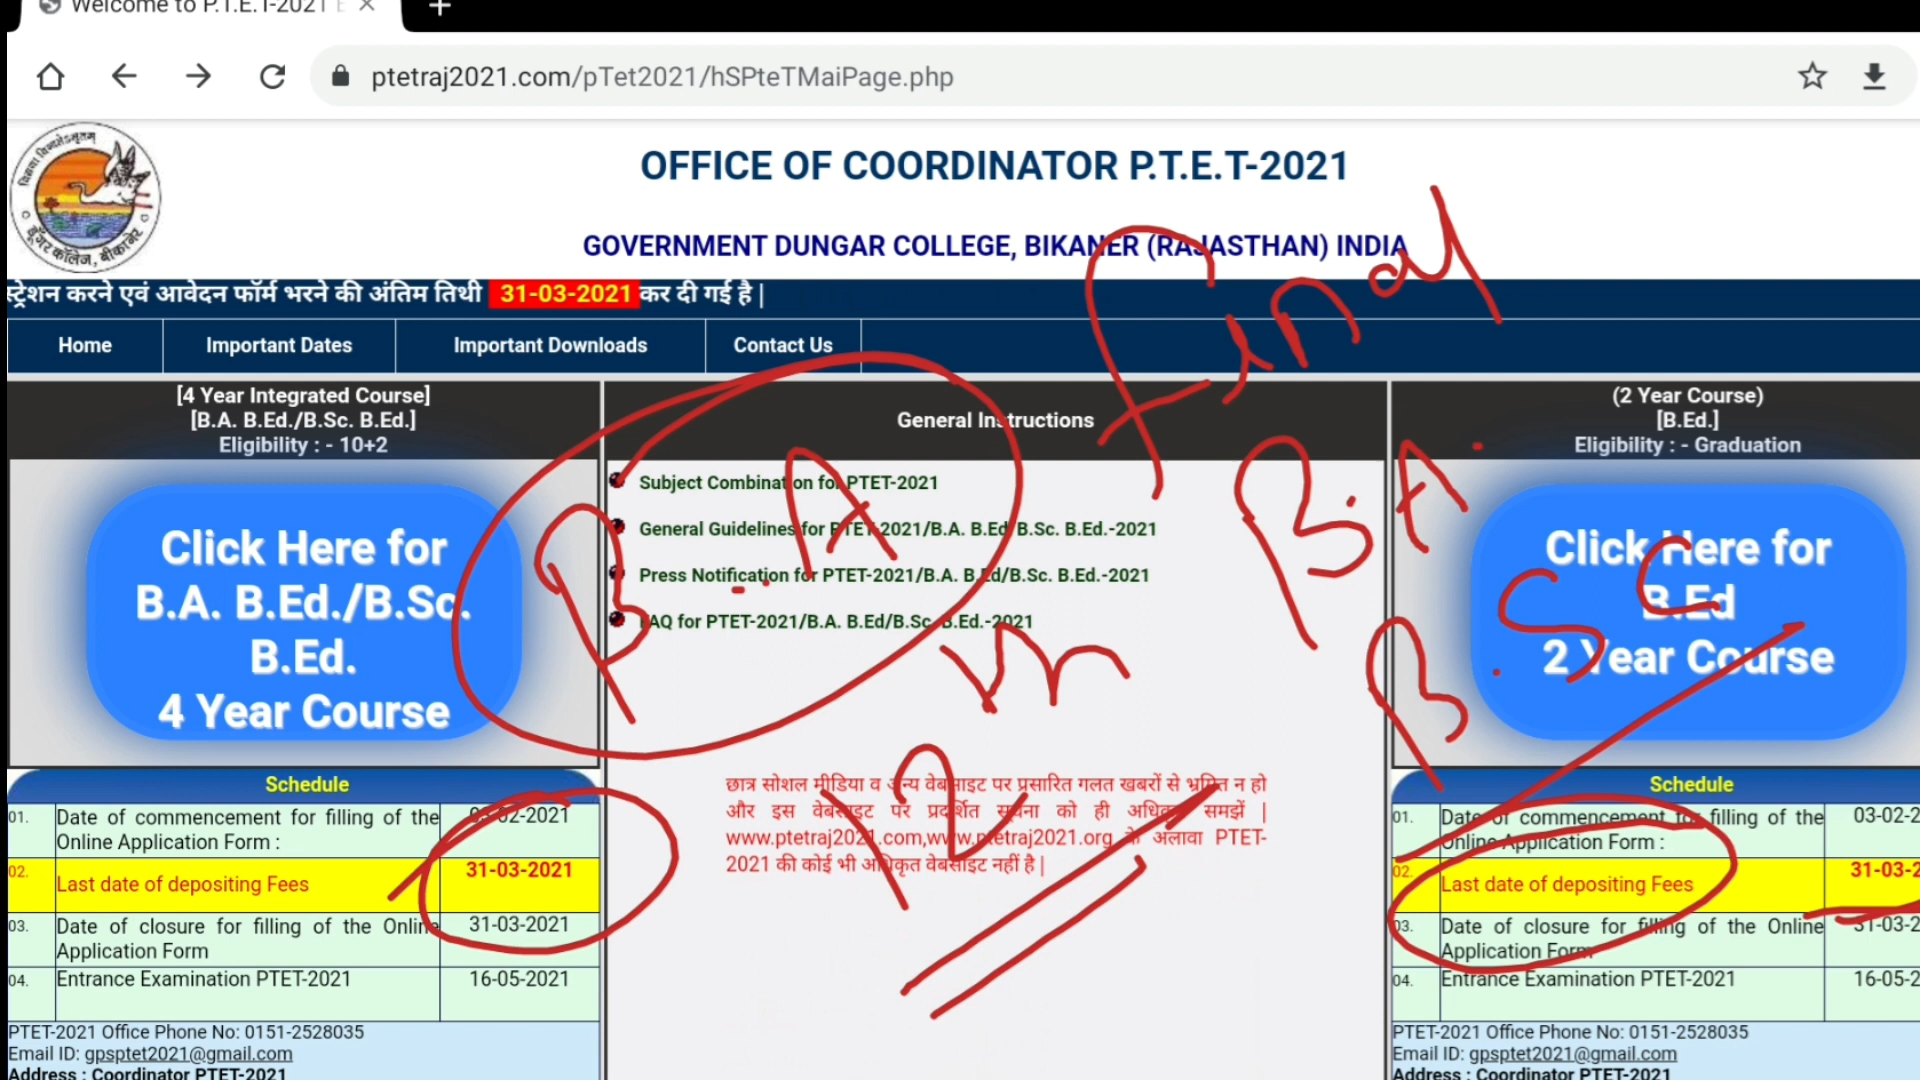 Welcome to P.T.E.T-2021
ptetraj2021.com/pTet2021/hSPteTMaiPage.php
OFFICE OF COORDINATOR P.T.E.T-2021
GOVERNMENT DUNGAR COLLEGE, BIKANER (RAJASTHAN) INDIA
डूँगर कॉलेज, बीकानेर
करने एवं आवेदन फॉर्म भरने की अंतिम तिथी 31-03-2021 कर दी गई है |
Home Important Dates Important Downloads Contact Us
[4 Year Integrated Course]
[B.A. B.Ed./B.Sc. B.Ed.]
Eligibility : - 10+2
Click Here for
B.A. B.Ed./B.Sc.
B.Ed.
4 Year Course
Schedule
01. Date of commencement for filling of the
Online Application Form : 03-02-2021
02. Last date of depositing Fees 31-03-2021
03. Date of closure for filling of the Online
Application Form 31-03-2021
04. Entrance Examination PTET-2021 16-05-2021
PTET-2021 Office Phone No: 0151-2528035
Email ID: gpsptet2021@gmail.com
Address : Coordinator PTET-2021
General Instructions
Subject Combination for PTET-2021
General Guidelines for PTET-2021/B.A. B.Ed/B.Sc. B.Ed.-2021
Press Notification for PTET-2021/B.A. B.Ed/B.Sc. B.Ed.-2021
FAQ for PTET-2021/B.A. B.Ed/B.Sc. B.Ed.-2021
छात्र सोशल मीडिया व अन्य वेबसाइट पर प्रसारित गलत खबरों से भ्रमित न हो
और इस वेबसाइट पर प्रदर्शित सूचना को ही अधिकृत समझें |
www.ptetraj2021.com,www.ptetraj2021.org के अलावा PTET-
2021 की कोई भी अधिकृत वेबसाईट नहीं है |
(2 Year Course)
[B.Ed.]
Eligibility : - Graduation
Click Here for
B.Ed
2 Year Course
Schedule
01. Date of commencement for filling of the
Online Application Form : 03-02-2
02. Last date of depositing Fees 31-03-2
03. Date of closure for filling of the Online
Application Form 31-03-2
04. Entrance Examination PTET-2021 16-05-2
PTET-2021 Office Phone No: 0151-2528035
Email ID: gpsptet2021@gmail.com
Address : Coordinator PTET-2021
Final
B.A
B.A.
B.Sc
12th